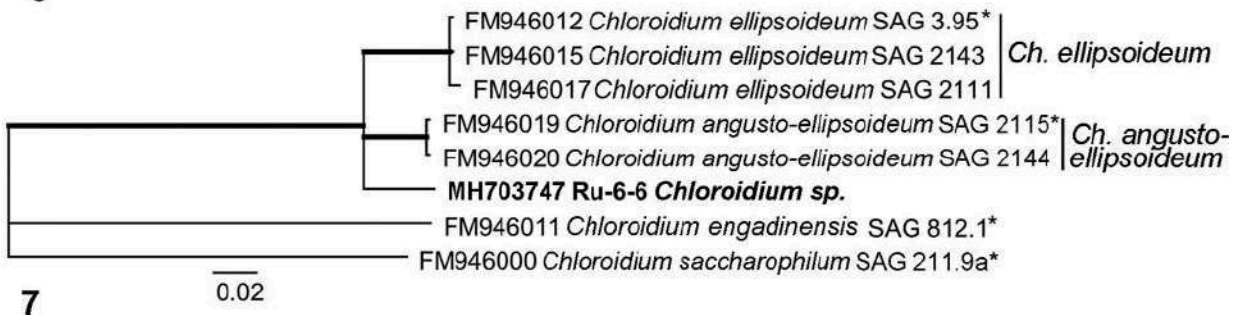 FM946012 Chloroidium ellipsoideum SAG 3.95*
FM946015 Chloroidium ellipsoideum SAG 2143
Ch. ellipsoideum
FM946017 Chloroidium ellipsoideum SAG 2111
FM946019 Chloroidium angusto-ellipsoideum SAG 2115*
FM946020 Chloroidium angusto-ellipsoideum SAG 2144
Ch. angusto-
ellipsoideum
MH703747 Ru-6-6 Chloroidium sp.
FM946011 Chloroidium engadinensis SAG 812.1*
FM946000 Chloroidium saccharophilum SAG 211.9a*
0.02
7